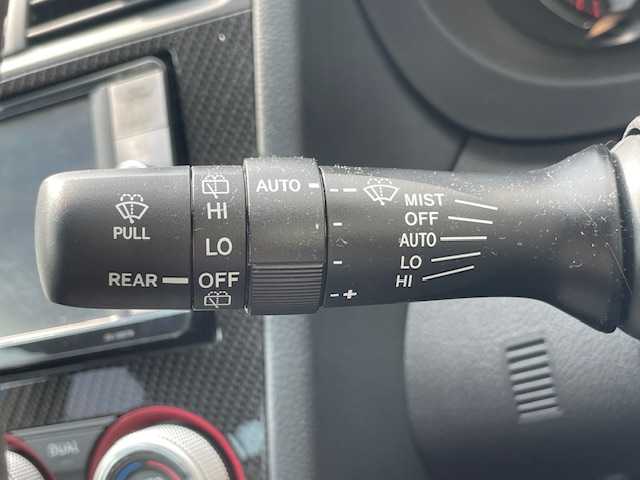 PULL
REAR
HI
LO
OFF
AUTO
- -
-
-
- +
MIST
OFF
AUTO
LO
HI
DUAL